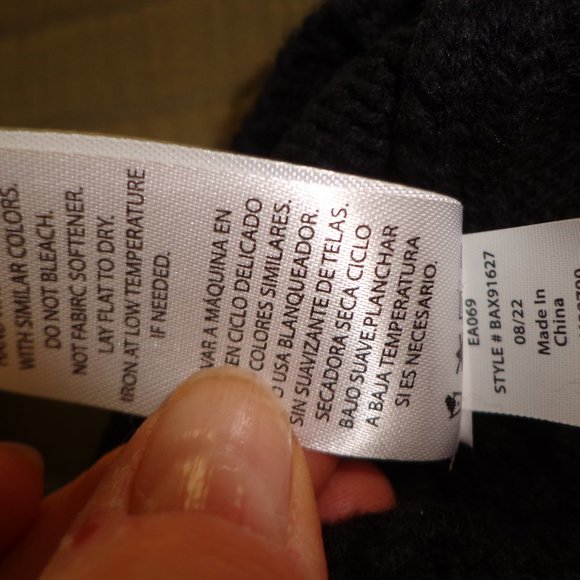 WITH SIMILAR COLORS.
DO NOT BLEACH.
NOT FABIRC SOFTENER.
LAY FLAT TO DRY.
IRON AT LOW TEMPERATURE
IF NEEDED.
VAR A MÁQUINA EN
EN CICLO DELICADO
COLORES SIMILARES.
USA BLANQUEADOR.
SIN SUAVIZANTE DE TELAS.
SECADORA SECA CICLO
BAJO SUAVE.PLANCHAR
A BAJA TEMPERATURA
SI ES NECESARIO.
EA069
STYLE # BAX91627
08/22
Made In
China